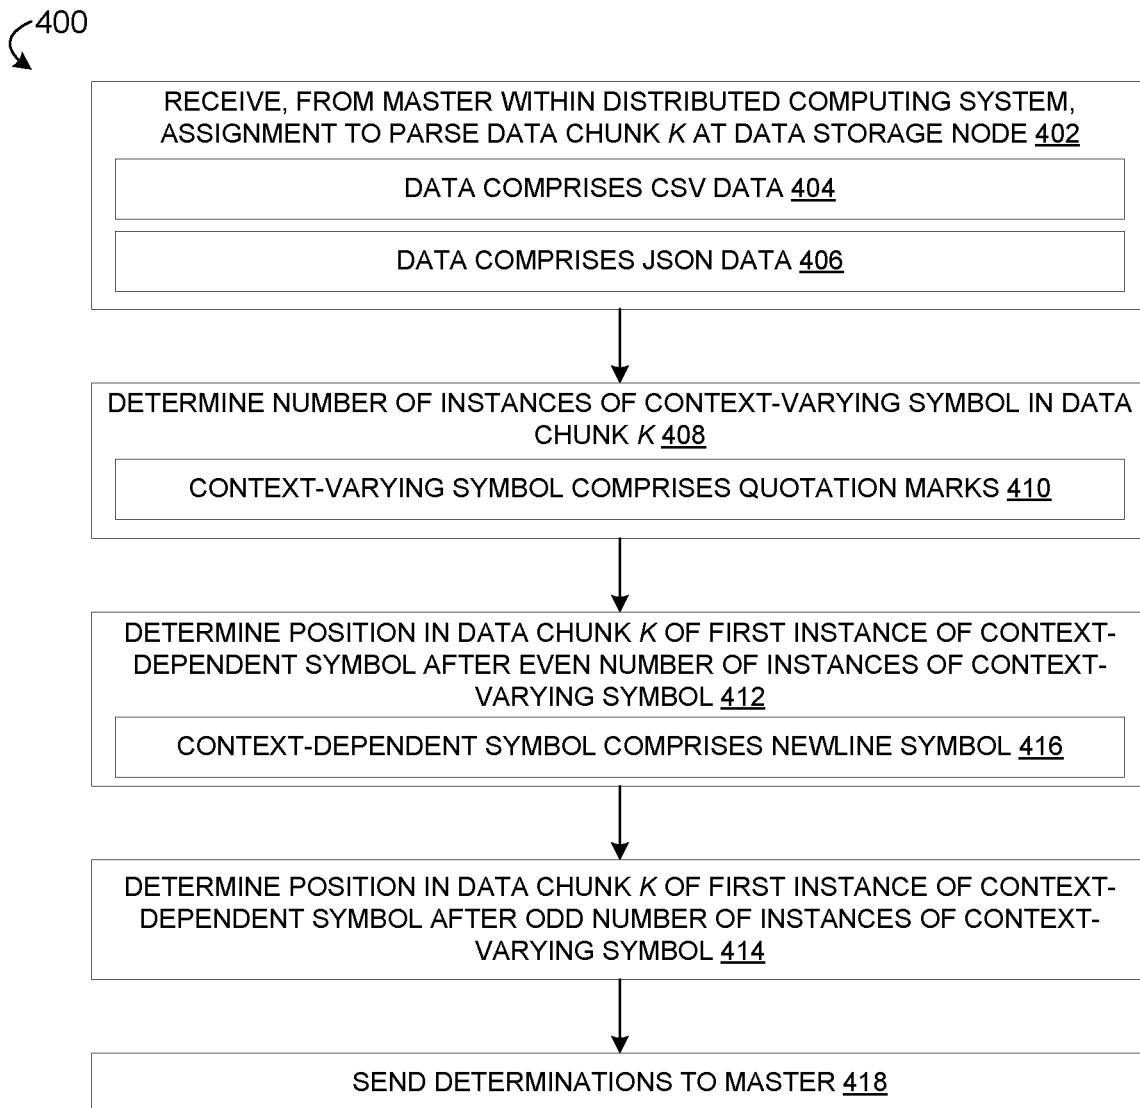 400
RECEIVE, FROM MASTER WITHIN DISTRIBUTED COMPUTING SYSTEM,
ASSIGNMENT TO PARSE DATA CHUNK K AT DATA STORAGE NODE 402
DATA COMPRISES CSV DATA 404
DATA COMPRISES JSON DATA 406
DETERMINE NUMBER OF INSTANCES OF CONTEXT-VARYING SYMBOL IN DATA
CHUNK K 408
CONTEXT-VARYING SYMBOL COMPRISES QUOTATION MARKS 410
DETERMINE POSITION IN DATA CHUNK K OF FIRST INSTANCE OF CONTEXT-
DEPENDENT SYMBOL AFTER EVEN NUMBER OF INSTANCES OF CONTEXT-
VARYING SYMBOL 412
CONTEXT-DEPENDENT SYMBOL COMPRISES NEWLINE SYMBOL 416
DETERMINE POSITION IN DATA CHUNK K OF FIRST INSTANCE OF CONTEXT-
DEPENDENT SYMBOL AFTER ODD NUMBER OF INSTANCES OF CONTEXT-
VARYING SYMBOL 414
SEND DETERMINATIONS TO MASTER 418